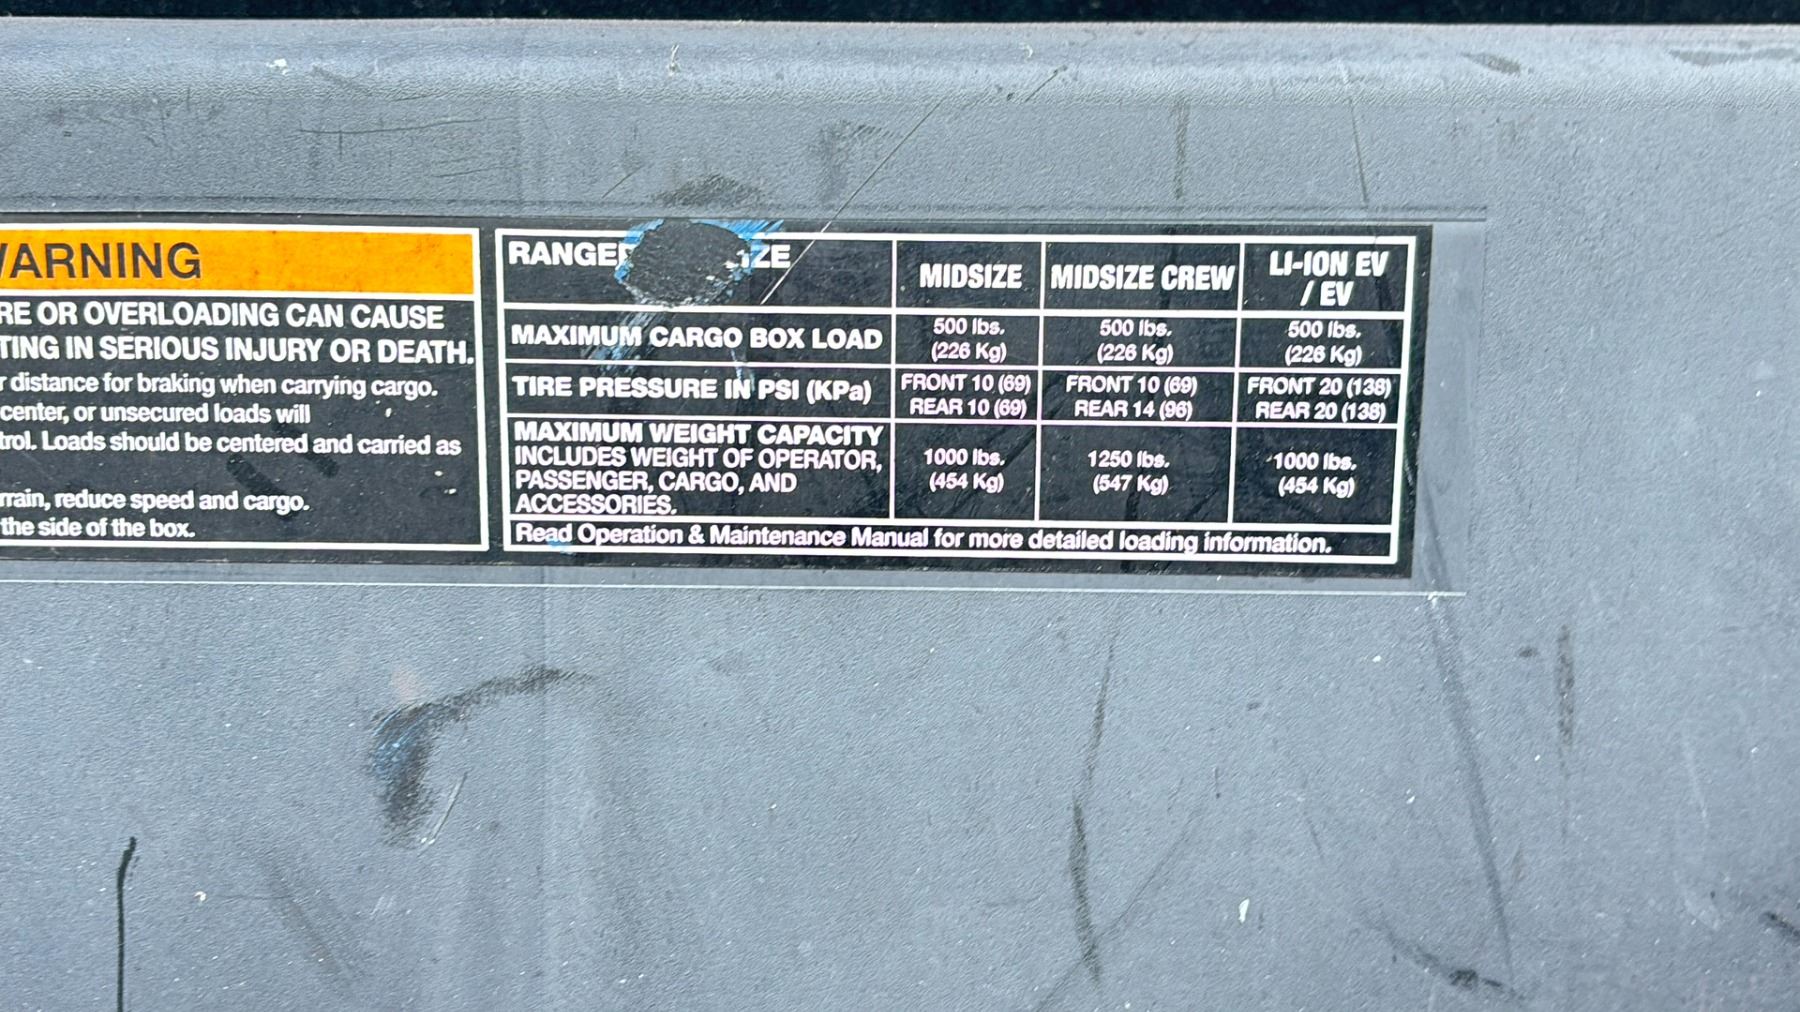 WARNING
RE OR OVERLOADING CAN CAUSE
TING IN SERIOUS INJURY OR DEATH.
r distance for braking when carrying cargo.
center, or unsecured loads will
trol. Loads should be centered and carried as
rrain, reduce speed and cargo.
the side of the box.
RANGER
MIDSIZE
MIDSIZE CREW
LI-ION EV
/ EV
MAXIMUM CARGO BOX LOAD
500 lbs.
(226 Kg)
500 lbs.
(226 Kg)
500 lbs.
(226 Kg)
TIRE PRESSURE IN PSI (KPa)
FRONT 10 (69)
REAR 10 (69)
FRONT 10 (69)
REAR 14 (96)
FRONT 20 (138)
REAR 20 (138)
MAXIMUM WEIGHT CAPACITY
INCLUDES WEIGHT OF OPERATOR,
PASSENGER, CARGO, AND
ACCESSORIES.
1000 lbs.
(454 Kg)
1250 lbs.
(547 Kg)
1000 lbs.
(454 Kg)
Read Operation & Maintenance Manual for more detailed loading information.